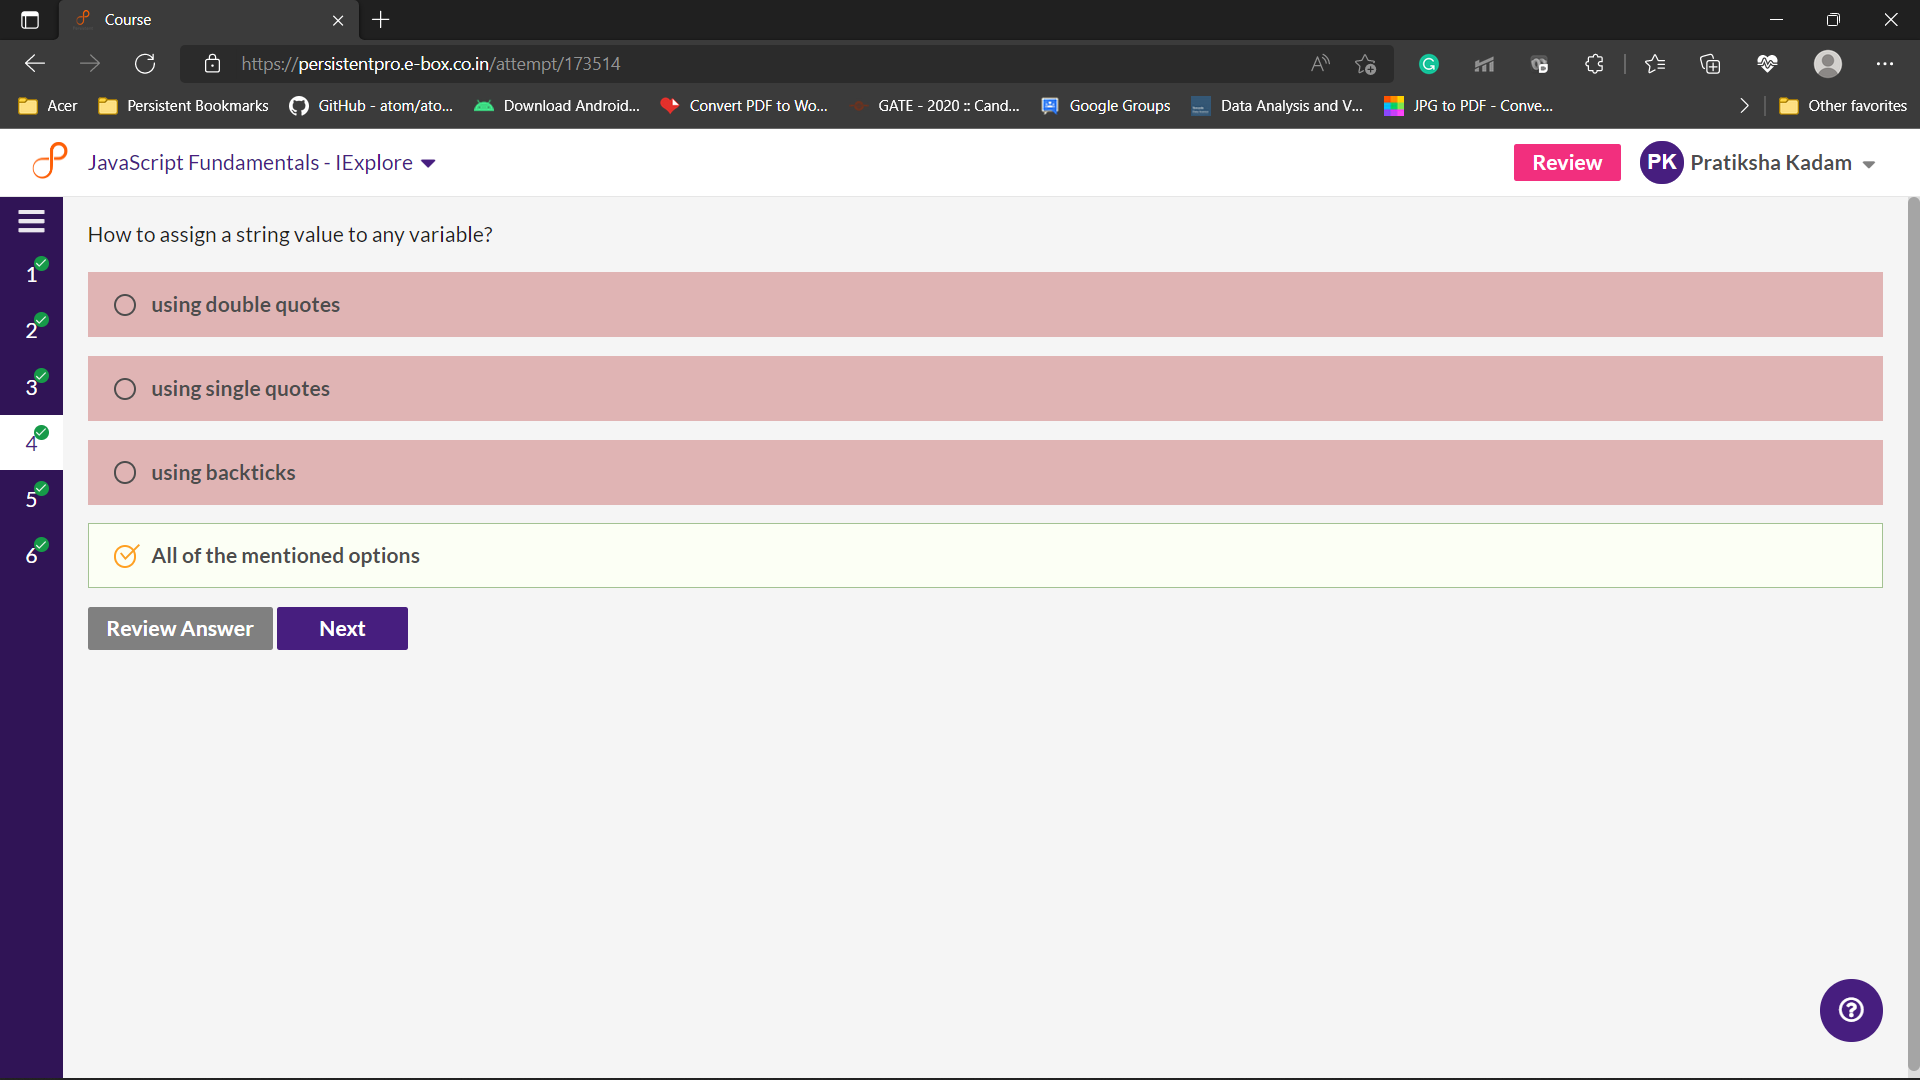 Course
https://persistentpro.e-box.co.in/attempt/173514
Acer
Persistent Bookmarks
GitHub - atom/ato...
Download Android...
Convert PDF to Wo...
GATE - 2020 :: Cand...
Google Groups
Data Analysis and V...
JPG to PDF - Conve...
Other favorites
JavaScript Fundamentals - IExplore
Review
PK
Pratiksha Kadam
How to assign a string value to any variable?
1
using double quotes
2
using single quotes
3
4
using backticks
5
6
All of the mentioned options
Review Answer
Next